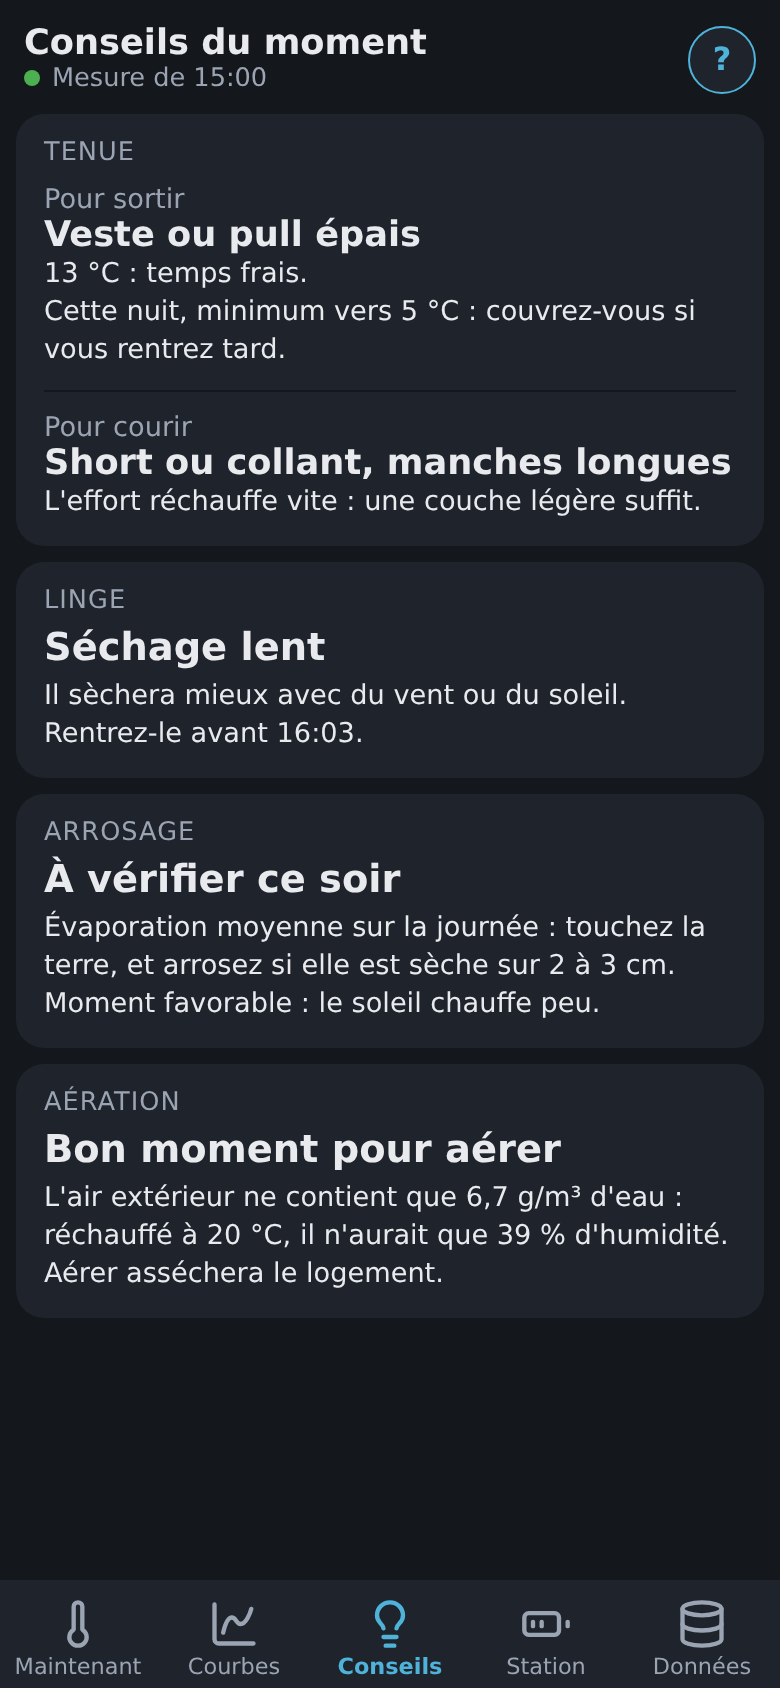 Conseils du moment
Mesure de 15:00
?
TENUE
Pour sortir
Veste ou pull épais
13 °C : temps frais.
Cette nuit, minimum vers 5 °C : couvrez-vous si
vous rentrez tard.
Pour courir
Short ou collant, manches longues
L'effort réchauffe vite : une couche légère suffit.
LINGE
Séchage lent
Il sèchera mieux avec du vent ou du soleil.
Rentrez-le avant 16:03.
ARROSAGE
À vérifier ce soir
Évaporation moyenne sur la journée : touchez la
terre, et arrosez si elle est sèche sur 2 à 3 cm.
Moment favorable : le soleil chauffe peu.
AÉRATION
Bon moment pour aérer
L'air extérieur ne contient que 6,7 g/m³ d'eau :
réchauffé à 20 °C, il n'aurait que 39 % d'humidité.
Aérer asséchera le logement.
Maintenant
Courbes
Conseils
Station
Données